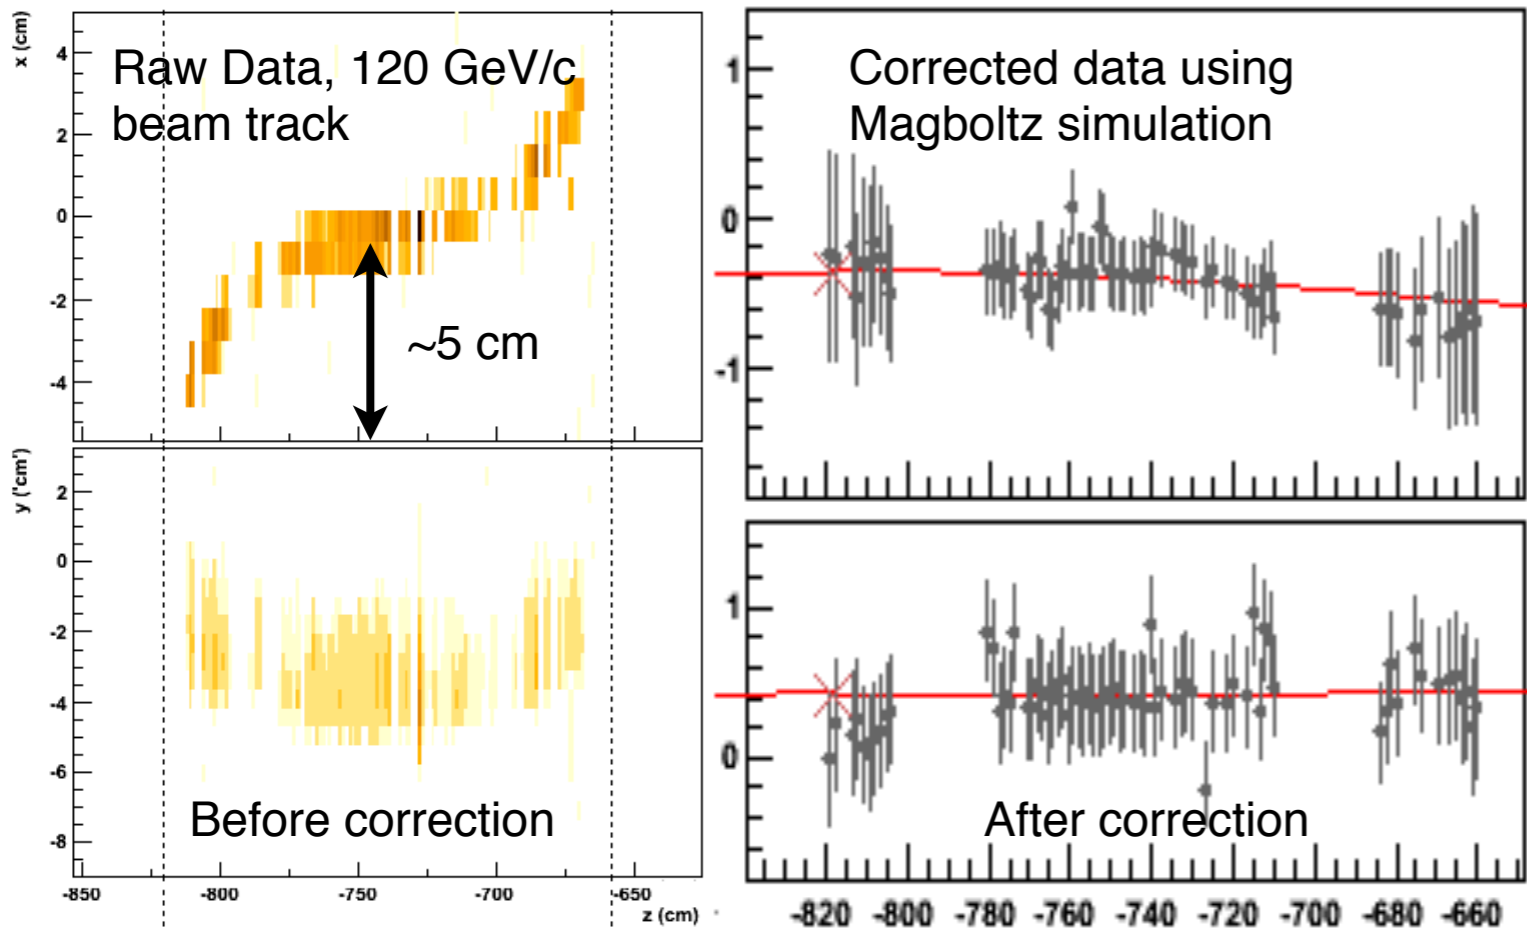 x (cm)
4
2
0
-2
-4
Raw Data, 120 GeV/c
beam track
~5 cm
y ('cm')
2
0
-2
-4
-6
-8
Before correction
-850 -800 -750 -700 -650
z (cm)
1
0
-1
Corrected data using
Magboltz simulation
1
0
After correction
-820 -800 -780 -760 -740 -720 -700 -680 -660